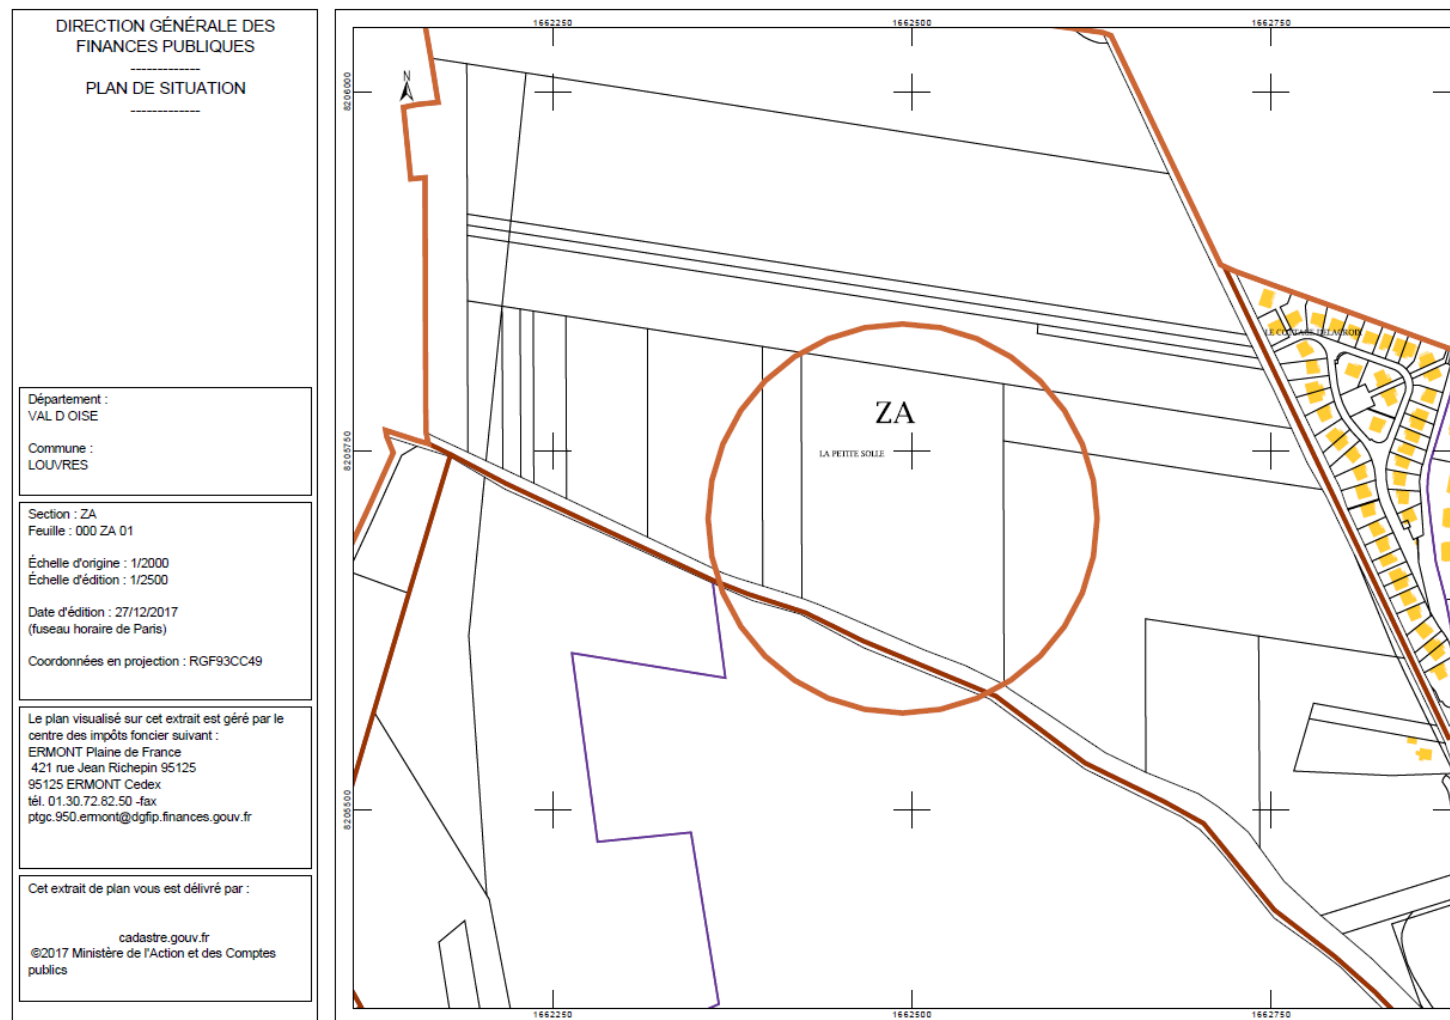 DIRECTION GÉNÉRALE DES
FINANCES PUBLIQUES
-------------
PLAN DE SITUATION
-------------
Département :
VAL D OISE
Commune :
LOUVRES
Section : ZA
Feuille : 000 ZA 01
Échelle d'origine : 1/2000
Échelle d'édition : 1/2500
Date d'édition : 27/12/2017
(fuseau horaire de Paris)
Coordonnées en projection : RGF93CC49
Le plan visualisé sur cet extrait est géré par le
centre des impôts foncier suivant :
ERMONT Plaine de France
421 rue Jean Richepin 95125
95125 ERMONT Cedex
tél. 01.30.72.82.50 -fax
ptgc.950.ermont@dgfip.finances.gouv.fr
Cet extrait de plan vous est délivré par :
cadastre.gouv.fr
©2017 Ministère de l'Action et des Comptes
publics
1662250
1662500
1662750
8206000
N
LE COTTAGE DELACROIX
ZA
8205750
LA PETITE SOLLE
8205500
1662250
1662500
1662750